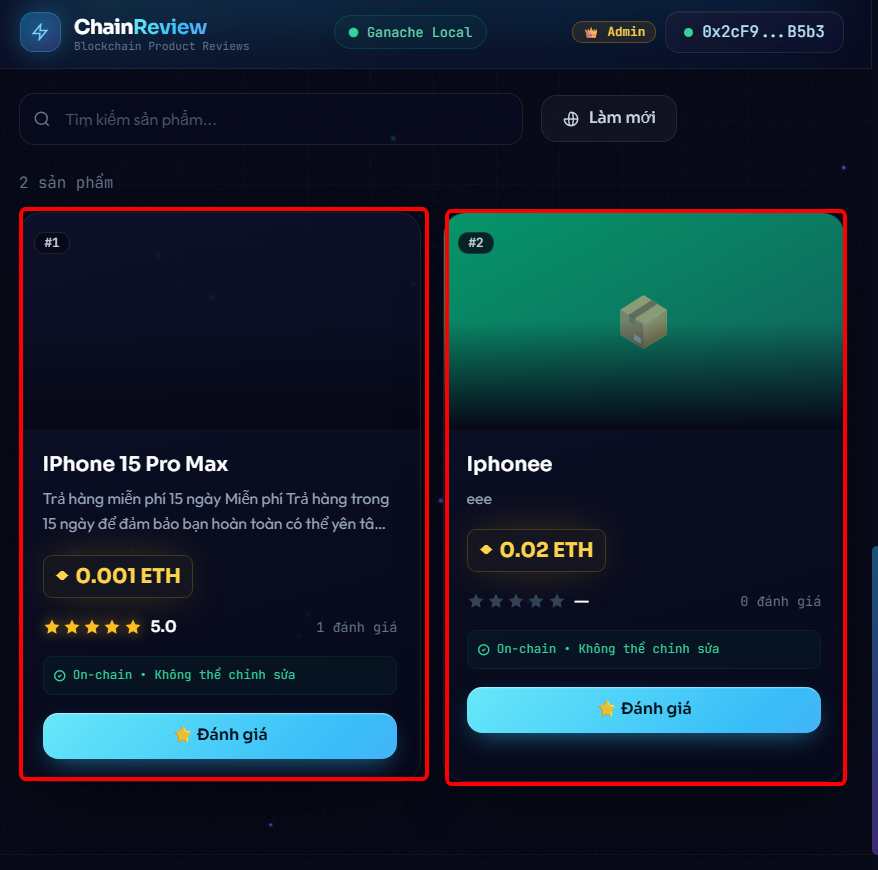 ChainReview
Blockchain Product Reviews
Ganache Local
Admin
0x2cF9...B5b3
Tìm kiếm sản phẩm...
Làm mới
2 sản phẩm
#1
IPhone 15 Pro Max
Trả hàng miễn phí 15 ngày Miễn phí Trả hàng trong
15 ngày để đảm bảo bạn hoàn toàn có thể yên tâ...
0.001 ETH
5.0
1 đánh giá
On-chain • Không thể chỉnh sửa
Đánh giá
#2
Iphonee
eee
0.02 ETH
—
0 đánh giá
On-chain • Không thể chỉnh sửa
Đánh giá